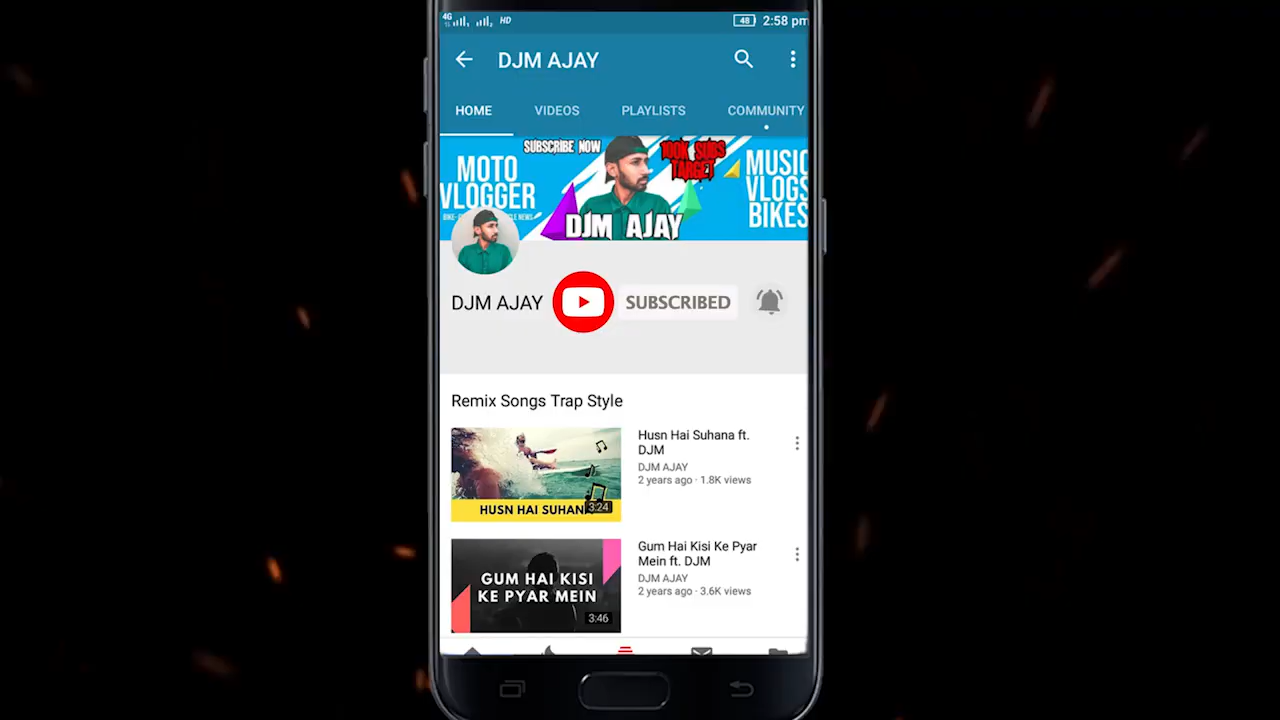 4G HD 48 2:58 pm
DJM AJAY
HOME VIDEOS PLAYLISTS COMMUNITY
SUBSCRIBE NOW
100K SUBS
TARGET
MOTO
VLOGGER
MUSIC
VLOGS
BIKES
DJM AJAY
DJM AJAY
SUBSCRIBED
Remix Songs Trap Style
HUSN HAI SUHAN
3:24
Husn Hai Suhana ft.
DJM
DJM AJAY
2 years ago · 1.8K views
GUM HAI KISI
KE PYAR MEIN
3:46
Gum Hai Kisi Ke Pyar
Mein ft. DJM
DJM AJAY
2 years ago · 3.6K views